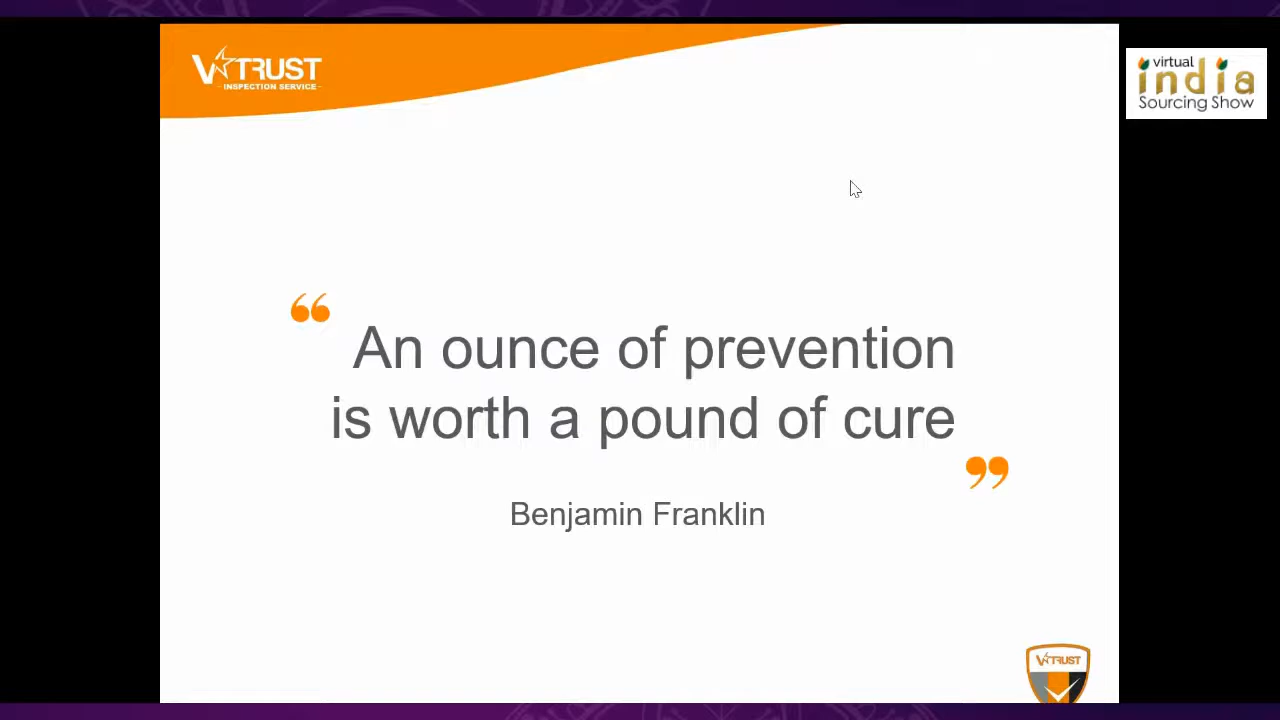 V TRUST
INSPECTION SERVICE
virtual
india
Sourcing Show
“ An ounce of prevention
is worth a pound of cure ”
Benjamin Franklin
V TRUST